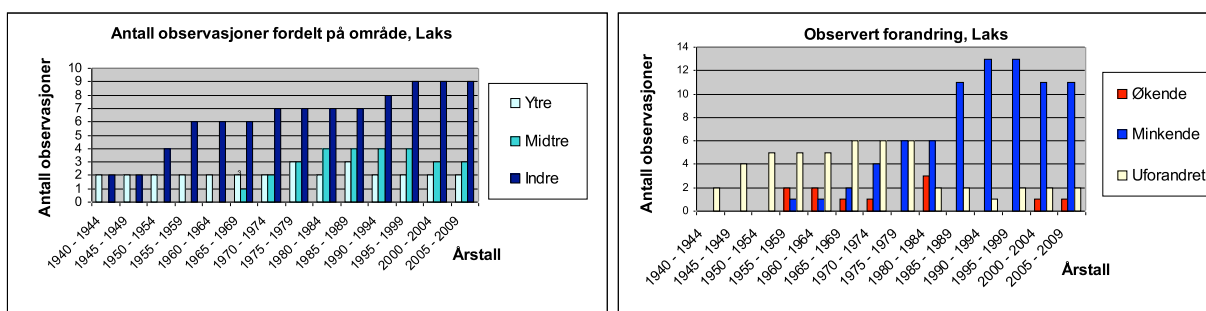 Antall observasjoner fordelt på område, Laks
Antall observasjoner
10
9
8
7
6
5
4
3
2
1
0
1940 - 1944
1945 - 1949
1950 - 1954
1955 - 1959
1960 - 1964
1965 - 1969
1970 - 1974
1975 - 1979
1980 - 1984
1985 - 1989
1990 - 1994
1995 - 1999
2000 - 2004
2005 - 2009
Årstall
Ytre
Midtre
Indre
Observert forandring, Laks
Antall observasjoner
14
12
10
8
6
4
2
0
1940 - 1944
1945 - 1949
1950 - 1954
1955 - 1959
1960 - 1964
1965 - 1969
1970 - 1974
1975 - 1979
1980 - 1984
1985 - 1989
1990 - 1994
1995 - 1999
2000 - 2004
2005 - 2009
Årstall
Økende
Minkende
Uforandret